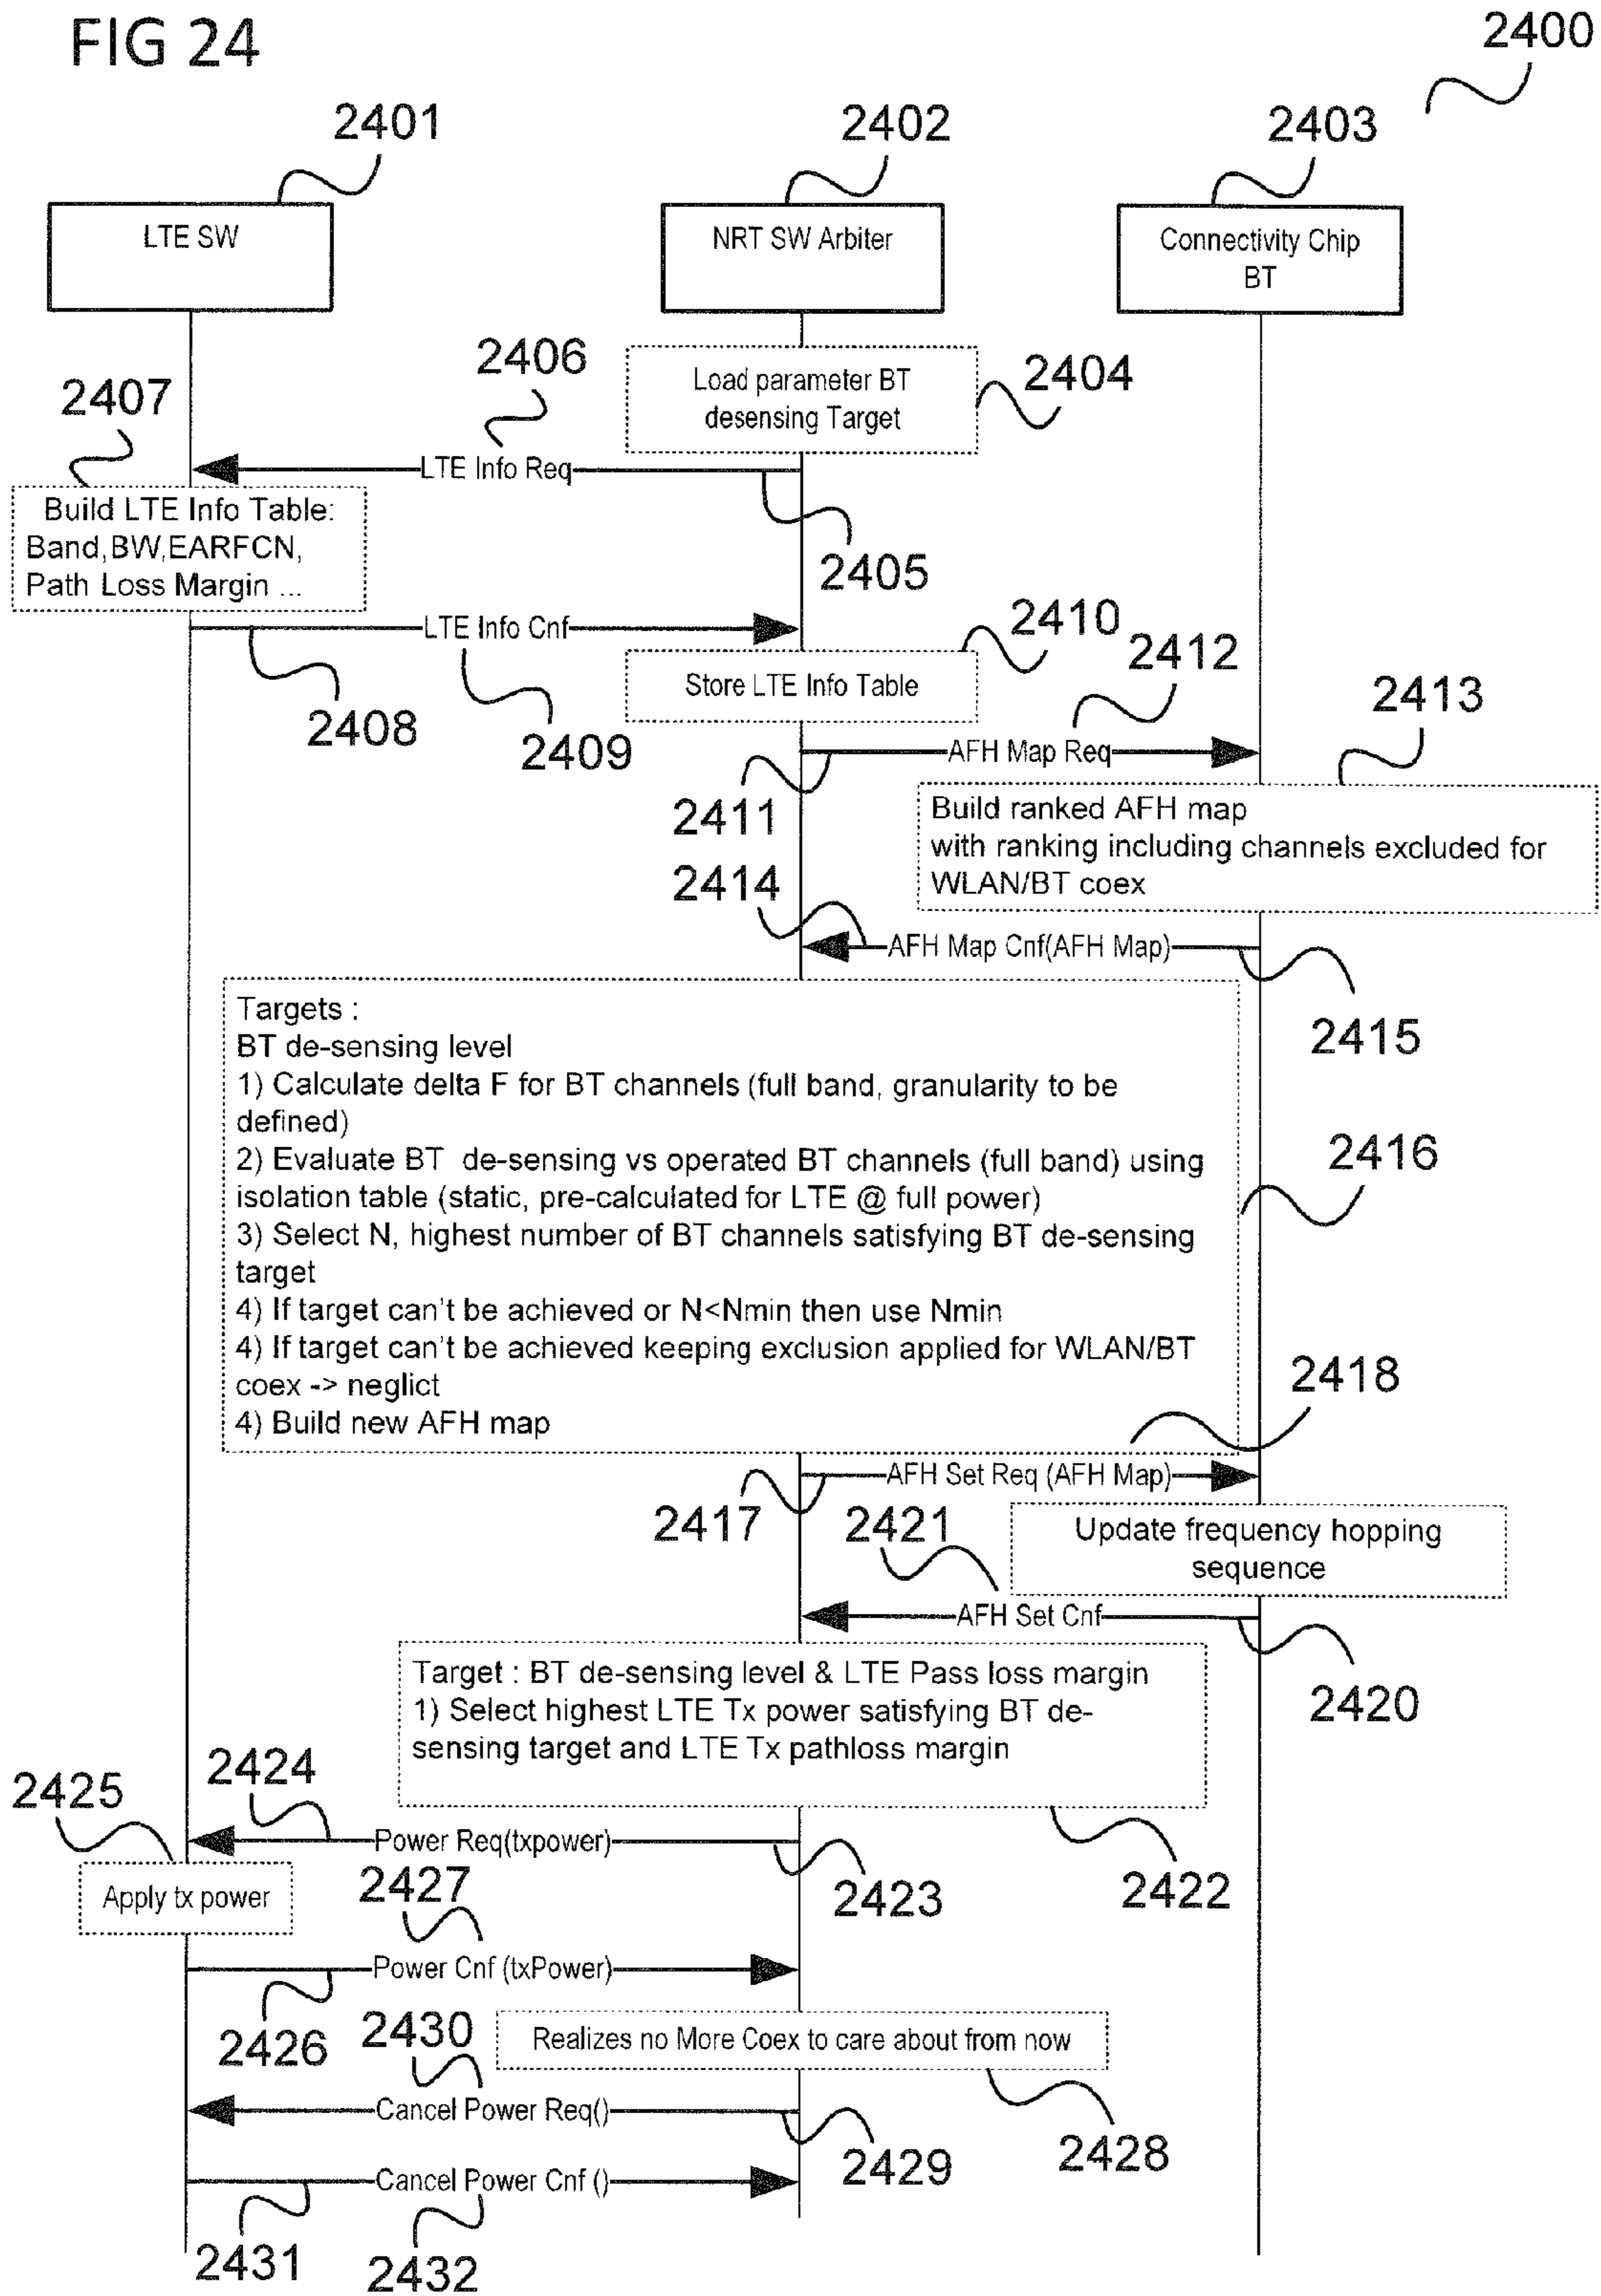 FIG 24
2400
2401
2402
2403
LTE SW
NRT SW Arbiter
Connectivity Chip
BT
2406
2404
Load parameter BT
desensing Target
2407
LTE Info Req
Build LTE Info Table:
Band,BW,EARFCN,
Path Loss Margin ...
2405
LTE Info Cnf
2410
2412
Store LTE Info Table
2408
2409
2413
AFH Map Req
2411
Build ranked AFH map
with ranking including channels excluded for
WLAN/BT coex
2414
AFH Map Cnf(AFH Map)
2415
Targets :
BT de-sensing level
1) Calculate delta F for BT channels (full band, granularity to be
defined)
2) Evaluate BT de-sensing vs operated BT channels (full band) using
isolation table (static, pre-calculated for LTE @ full power)
3) Select N, highest number of BT channels satisfying BT de-sensing
target
4) If target can't be achieved or N<Nmin then use Nmin
4) If target can't be achieved keeping exclusion applied for WLAN/BT
coex -> neglict
4) Build new AFH map
2416
2418
AFH Set Req (AFH Map)
2417
2421
Update frequency hopping
sequence
AFH Set Cnf
2420
Target : BT de-sensing level & LTE Pass loss margin
1) Select highest LTE Tx power satisfying BT de-
sensing target and LTE Tx pathloss margin
2424
2425
Power Req(txpower)
2423
2422
Apply tx power
2427
Power Cnf (txPower)
2426
2430
Realizes no More Coex to care about from now
Cancel Power Req()
2429
2428
Cancel Power Cnf ()
2431
2432